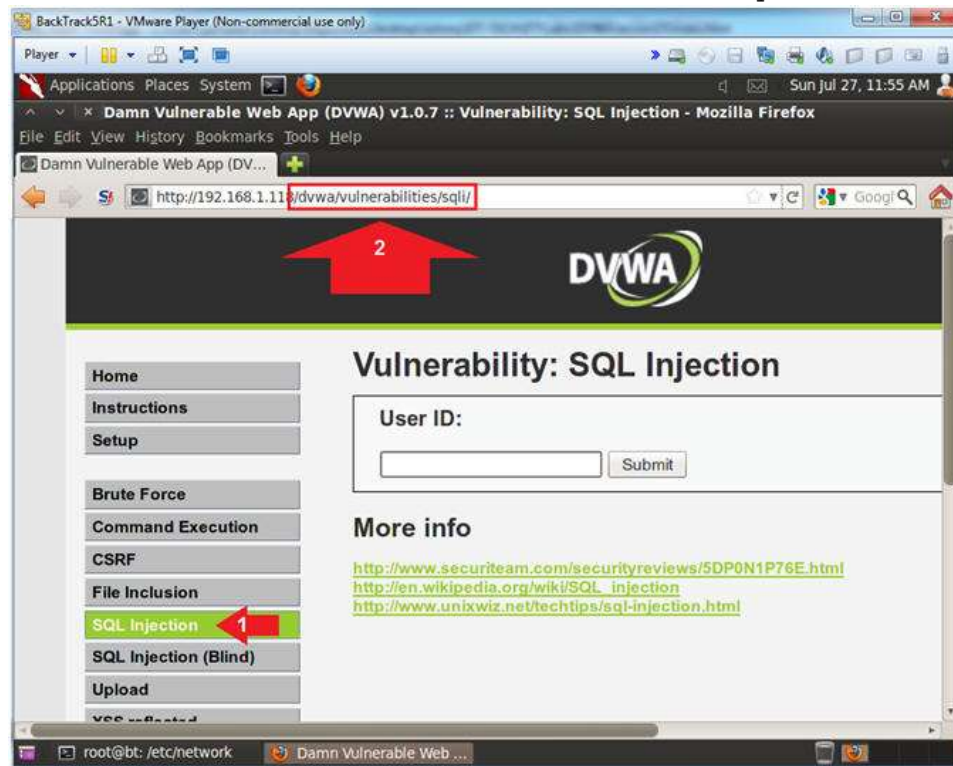 BackTrack5R1 - VMware Player (Non-commercial use only)
Player
Applications Places System
Sun Jul 27, 11:55 AM
Damn Vulnerable Web App (DVWA) v1.0.7 :: Vulnerability: SQL Injection - Mozilla Firefox
File Edit View History Bookmarks Tools Help
Damn Vulnerable Web App (DV...
http://192.168.1.118/dvwa/vulnerabilities/sqli/
Googl
2
DVWA
Home
Instructions
Setup
Brute Force
Command Execution
CSRF
File Inclusion
SQL Injection
1
SQL Injection (Blind)
Upload
XSS reflected
Vulnerability: SQL Injection
User ID:
Submit
More info
http://www.securiteam.com/securityreviews/5DP0N1P76E.html
http://en.wikipedia.org/wiki/SQL_injection
http://www.unixwiz.net/techtips/sql-injection.html
root@bt: /etc/network
Damn Vulnerable Web ...